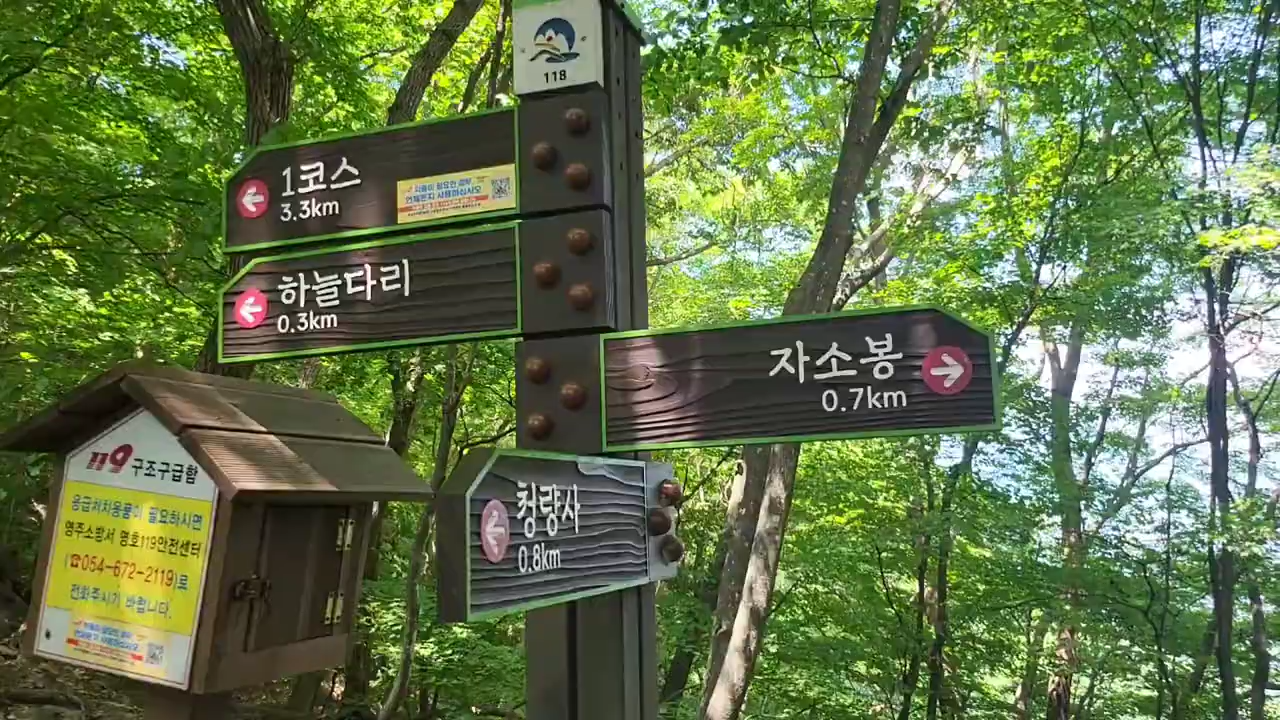 118
1코스
3.3km
하늘다리
0.3km
자소봉
0.7km
청량사
0.8km
119 구조구급함
응급처치용품이 필요하시면
영주소방서 명호119안전센터
(☎054-672-2119)로
전화주시기 바랍니다.